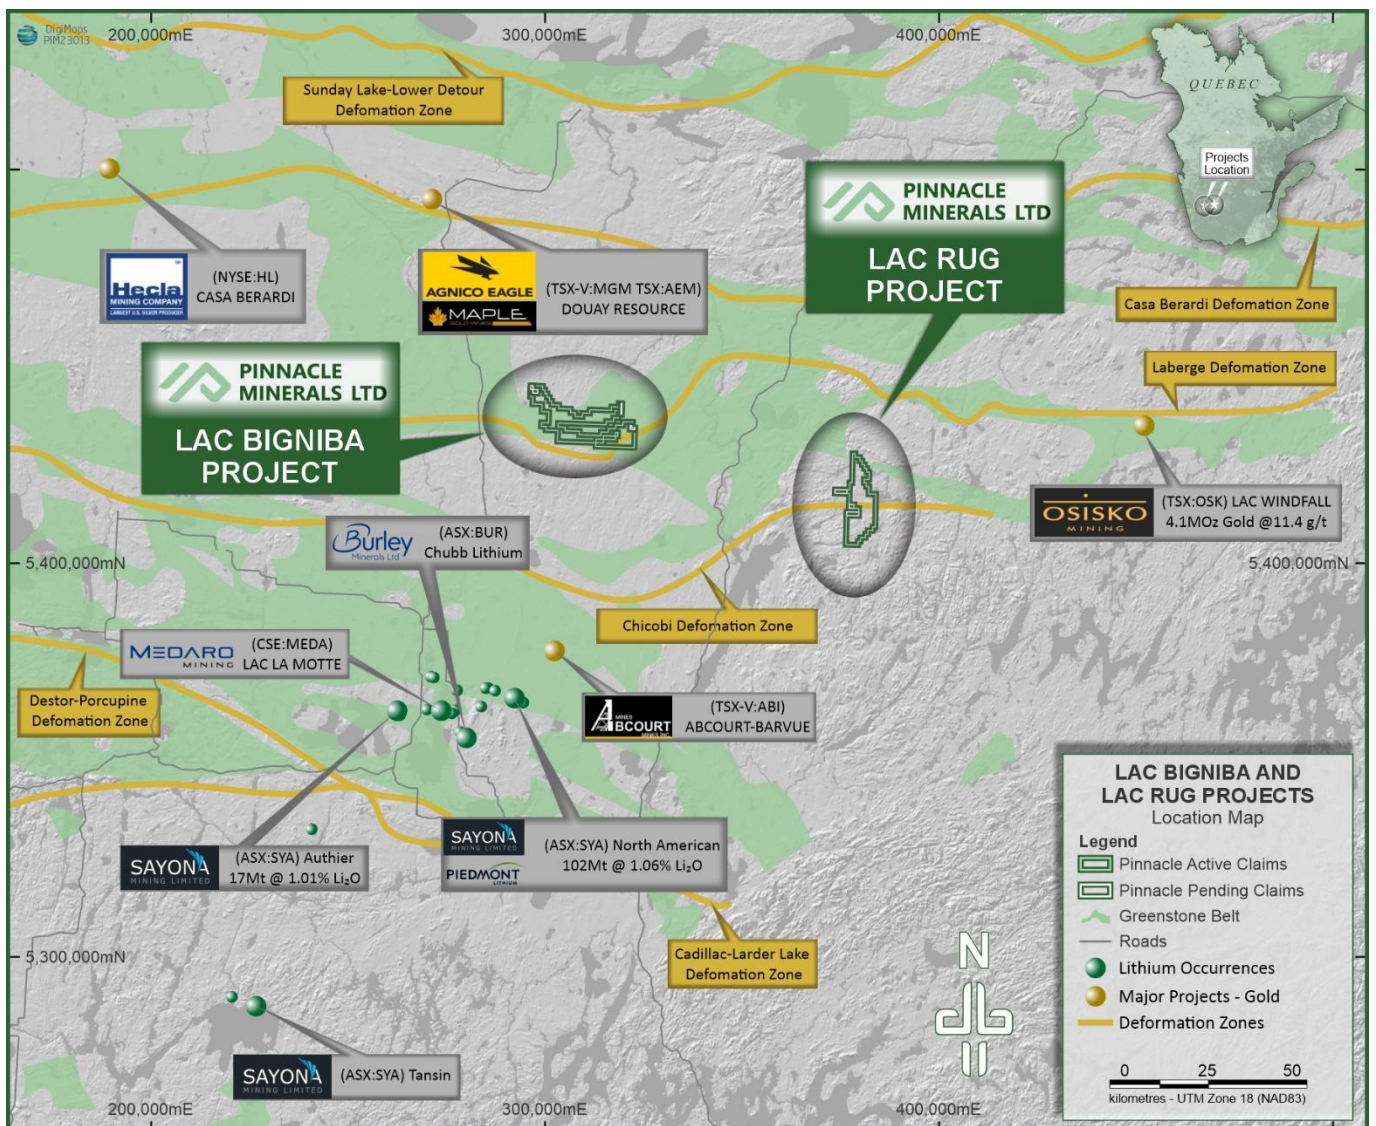 DigiMaps
PIM23013
200,000mE
300,000mE
400,000mE
QUEBEC
Projects
Location
Sunday Lake-Lower Detour
Defomation Zone
PINNACLE
MINERALS LTD
LAC RUG
PROJECT
Hecla
MINING COMPANY
LARGEST U.S. SILVER PRODUCER
(NYSE:HL)
CASA BERARDI
AGNICO EAGLE
MAPLE
GOLD MINES
(TSX-V:MGM TSX:AEM)
DOUAY RESOURCE
Casa Berardi Defomation Zone
Laberge Defomation Zone
PINNACLE
MINERALS LTD
LAC BIGNIBA
PROJECT
OSISKO
MINING
(TSX:OSK) LAC WINDFALL
4.1MOz Gold @11.4 g/t
Burley
Minerals Ltd
(ASX:BUR)
Chubb Lithium
5,400,000mN
5,400,000mN
Chicobi Defomation Zone
MEDARO
MINING
(CSE:MEDA)
LAC LA MOTTE
Destor-Porcupine
Defomation Zone
MINES
ABCOURT
MINES INC
(TSX-V:ABI)
ABCOURT-BARVUE
SAYONA
MINING LIMITED
(ASX:SYA) Authier
17Mt @ 1.01% Li₂O
SAYONA
MINING LIMITED
PIEDMONT
LITHIUM
(ASX:SYA) North American
102Mt @ 1.06% Li₂O
Cadillac-Larder Lake
Defomation Zone
5,300,000mN
SAYONA
MINING LIMITED
(ASX:SYA) Tansin
N
LAC BIGNIBA AND
LAC RUG PROJECTS
Location Map
Legend
Pinnacle Active Claims
Pinnacle Pending Claims
Greenstone Belt
Roads
Lithium Occurrences
Major Projects - Gold
Deformation Zones
0 25 50
kilometres - UTM Zone 18 (NAD83)
200,000mE
300,000mE
400,000mE